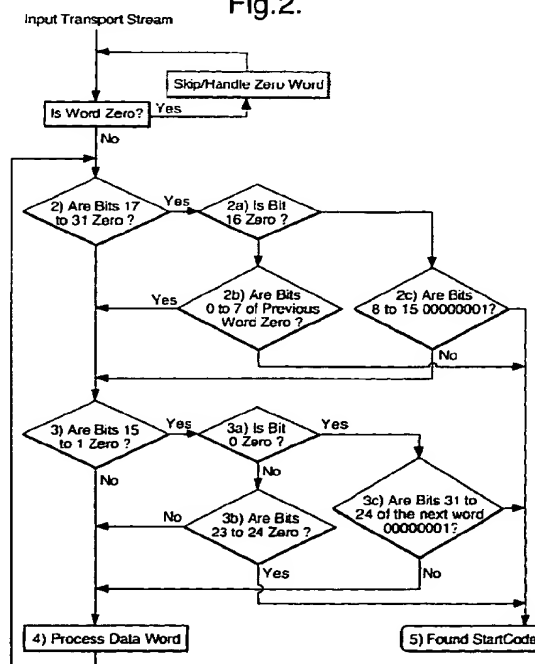 Fig.2.
Input Transport Stream
Skip/Handle Zero Word
Is Word Zero?
Yes
No
2) Are Bits 17
to 31 Zero ?
Yes
2a) Is Bit
16 Zero ?
2b) Are Bits
0 to 7 of Previous
Word Zero ?
Yes
2c) Are Bits
8 to 15 00000001?
No
3) Are Bits 15
to 1 Zero ?
Yes
No
3a) Is Bit
0 Zero ?
Yes
No
3b) Are Bits
23 to 24 Zero ?
No
Yes
3c) Are Bits 31 to
24 of the next word
00000001?
No
4) Process Data Word
5) Found StartCode